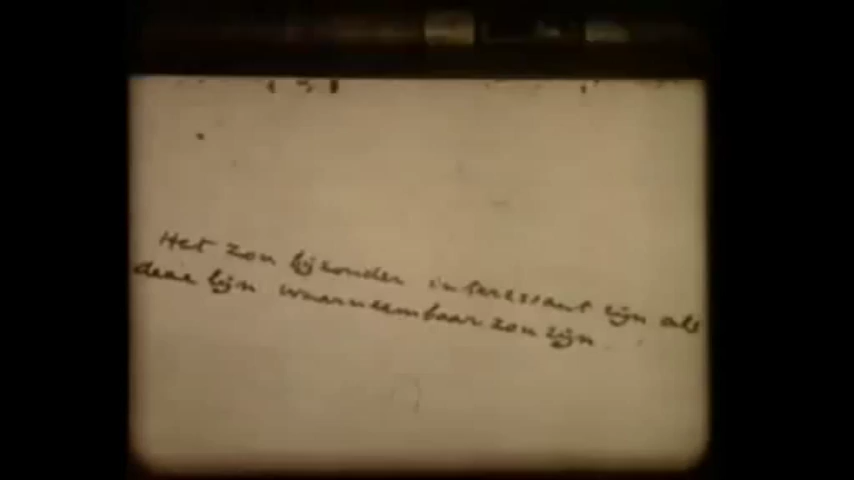 Het zou bijzonder interessant zijn als
deze lijn waarneembaar zou zijn